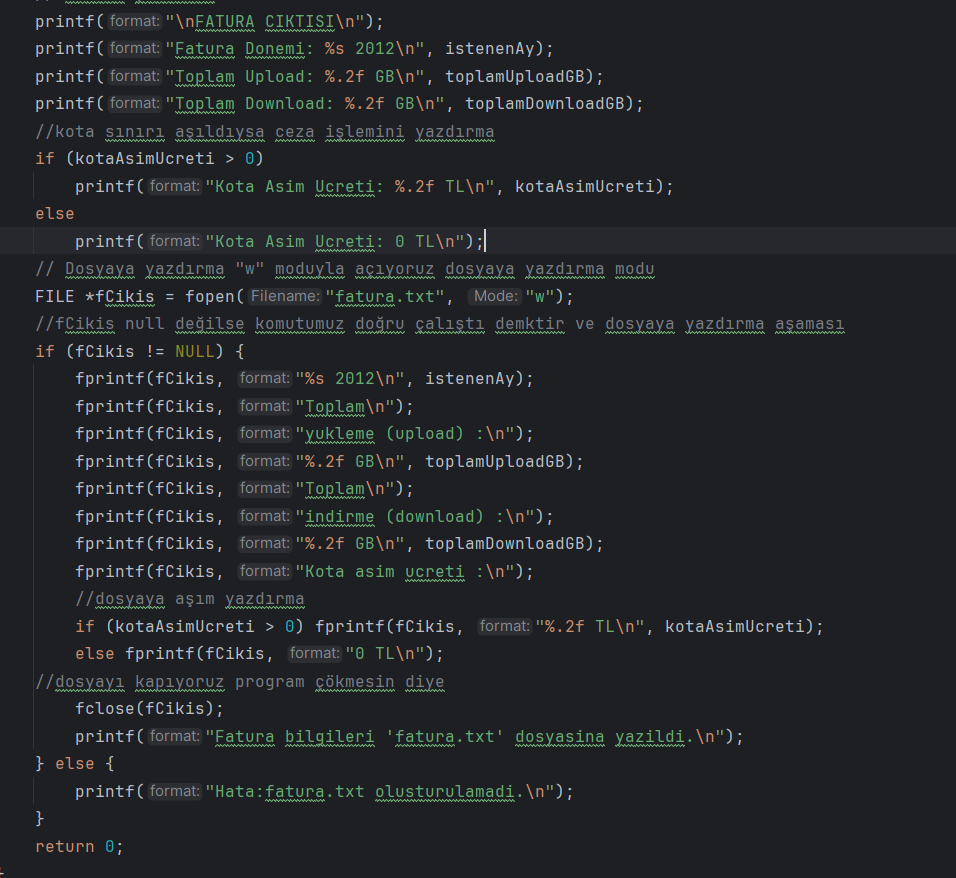 printf( format: "\nFATURA CIKTISI\n");
printf( format: "Fatura Donemi: %s 2012\n", istenenAy);
printf( format: "Toplam Upload: %.2f GB\n", toplamUploadGB);
printf( format: "Toplam Download: %.2f GB\n", toplamDownloadGB);
//kota sınırı aşıldıysa ceza işlemini yazdırma
if (kotaAsimUcreti > 0)
printf( format: "Kota Asim Ucreti: %.2f TL\n", kotaAsimUcreti);
else
printf( format: "Kota Asim Ucreti: 0 TL\n");
// Dosyaya yazdırma "w" moduyla açıyoruz dosyaya yazdırma modu
FILE *fCikis = fopen( Filename: "fatura.txt", Mode: "w");
//fCikis null değilse komutumuz doğru çalıştı demktir ve dosyaya yazdırma aşaması
if (fCikis != NULL) {
fprintf(fCikis, format: "%s 2012\n", istenenAy);
fprintf(fCikis, format: "Toplam\n");
fprintf(fCikis, format: "yukleme (upload) :\n");
fprintf(fCikis, format: "%.2f GB\n", toplamUploadGB);
fprintf(fCikis, format: "Toplam\n");
fprintf(fCikis, format: "indirme (download) :\n");
fprintf(fCikis, format: "%.2f GB\n", toplamDownloadGB);
fprintf(fCikis, format: "Kota asim ucreti :\n");
//dosyaya aşım yazdırma
if (kotaAsimUcreti > 0) fprintf(fCikis, format: "%.2f TL\n", kotaAsimUcreti);
else fprintf(fCikis, format: "0 TL\n");
//dosyayı kapıyoruz program çökmesin diye
fclose(fCikis);
printf( format: "Fatura bilgileri 'fatura.txt' dosyasina yazildi.\n");
} else {
printf( format: "Hata:fatura.txt olusturulamadi.\n");
}
return 0;